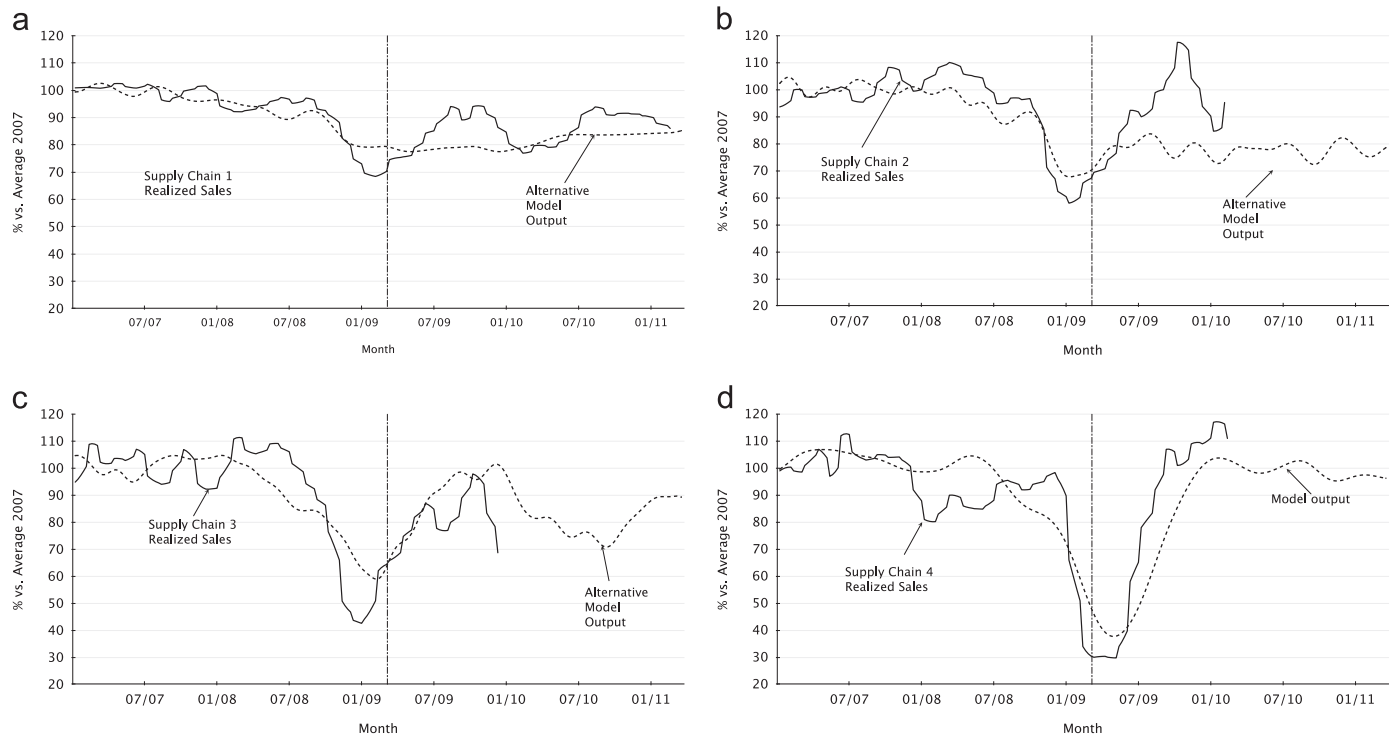 a
120
110
100
90
80
70
60
50
40
30
20
% vs. Average 2007
Supply Chain 1
Realized Sales
Alternative
Model
Output
07/07 01/08 07/08 01/09 07/09 01/10 07/10 01/11
Month
b
120
110
100
90
80
70
60
50
40
30
20
% vs. Average 2007
Supply Chain 2
Realized Sales
Alternative
Model
Output
07/07 01/08 07/08 01/09 07/09 01/10 07/10 01/11
Month
c
120
110
100
90
80
70
60
50
40
30
20
% vs. Average 2007
Supply Chain 3
Realized Sales
Alternative
Model
Output
07/07 01/08 07/08 01/09 07/09 01/10 07/10 01/11
Month
d
120
110
100
90
80
70
60
50
40
30
20
% vs. Average 2007
Model output
Supply Chain 4
Realized Sales
07/07 01/08 07/08 01/09 07/09 01/10 07/10 01/11
Month